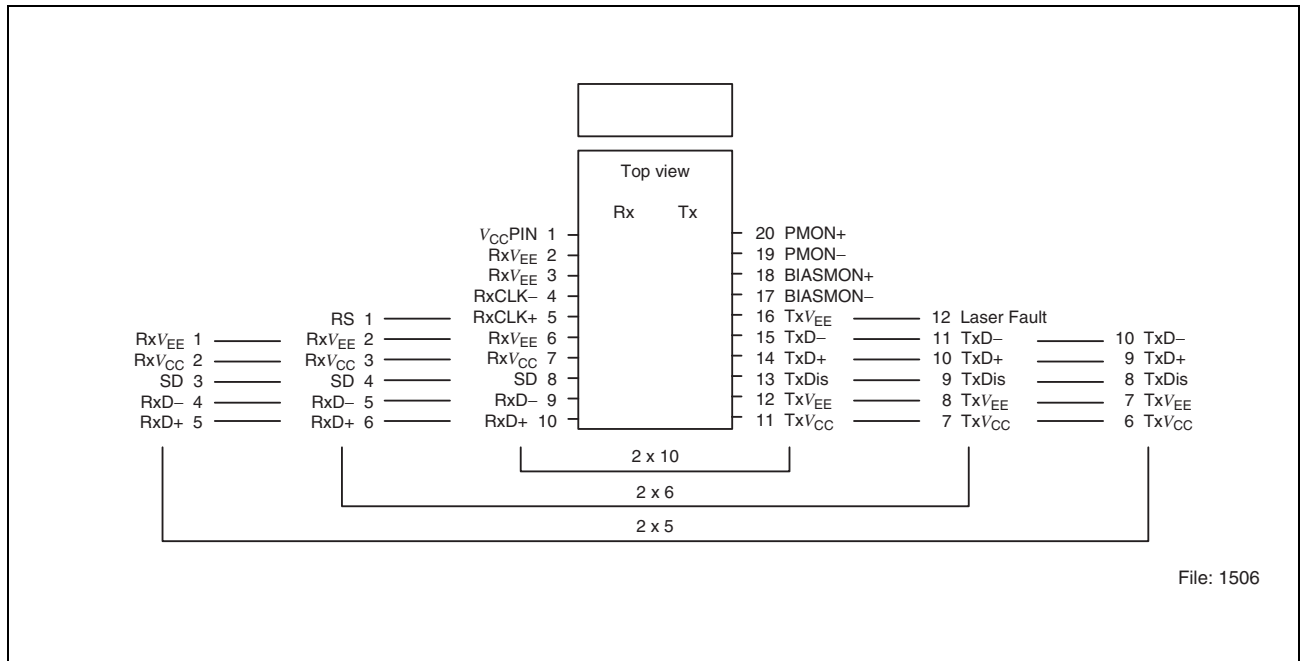 Top view
Rx Tx
VCCPIN 1 20 PMON+
RxVEE 2 19 PMON−
RxVEE 3 18 BIASMON+
RxCLK− 4 17 BIASMON−
RS 1 RxCLK+ 5 16 TxVEE 12 Laser Fault
RxVEE 1 RxVEE 2 RxVEE 6 15 TxD− 11 TxD− 10 TxD−
RxVCC 2 RxVCC 3 RxVCC 7 14 TxD+ 10 TxD+ 9 TxD+
SD 3 SD 4 SD 8 13 TxDis 9 TxDis 8 TxDis
RxD− 4 RxD− 5 RxD− 9 12 TxVEE 8 TxVEE 7 TxVEE
RxD+ 5 RxD+ 6 RxD+ 10 11 TxVCC 7 TxVCC 6 TxVCC
2 x 10
2 x 6
2 x 5
File: 1506